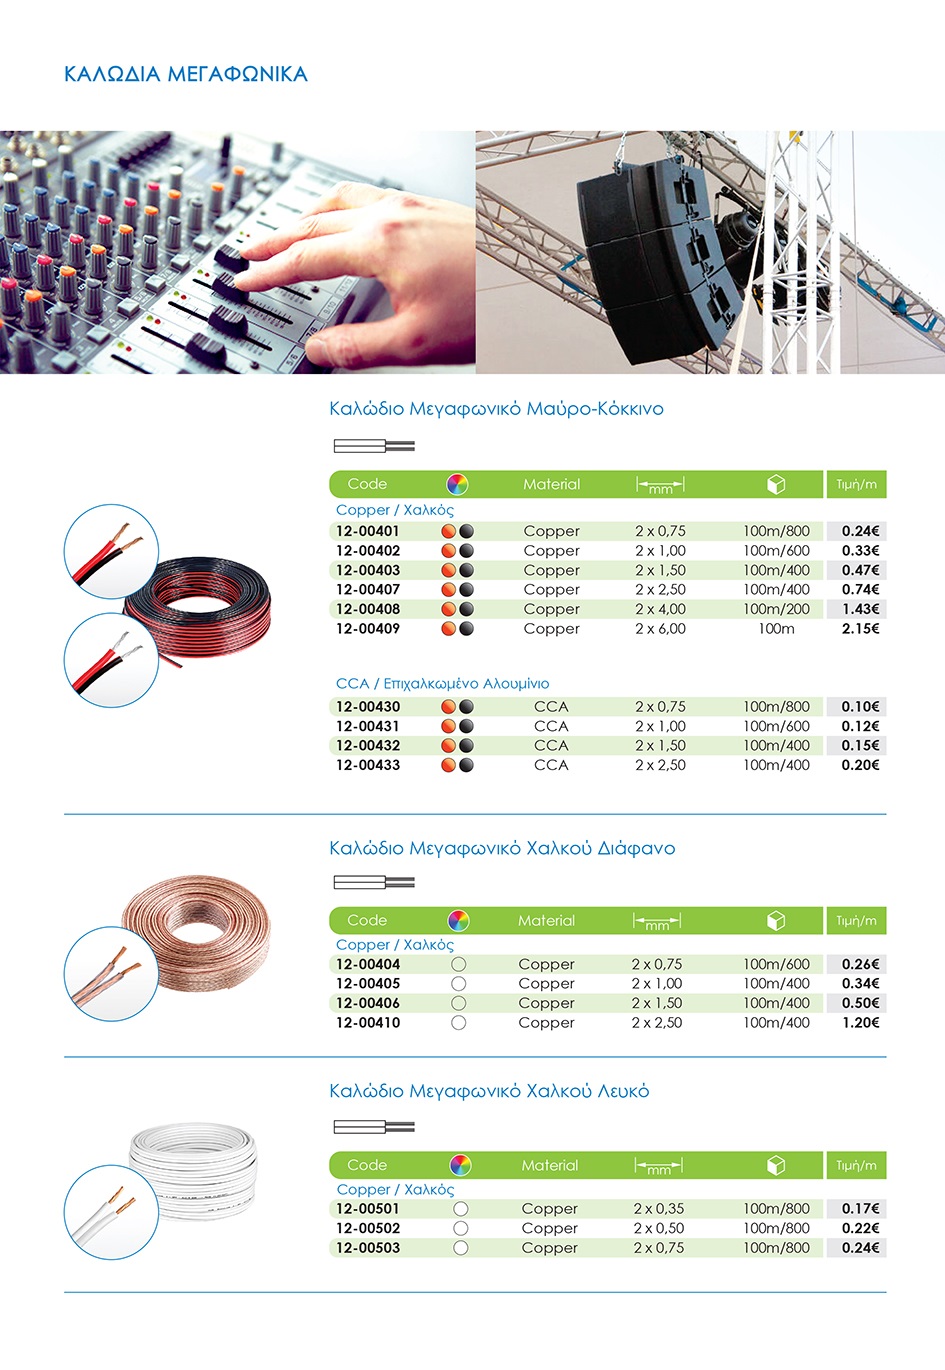 ΚΑΛΩΔΙΑ ΜΕΓΑΦΩΝΙΚΑ
Καλώδιο Μεγαφωνικό Μαύρο-Κόκκινο
Code Material mm Τιμή/m
Copper / Χαλκός
12-00401 Copper 2 x 0,75 100m/800 0.24€
12-00402 Copper 2 x 1,00 100m/600 0.33€
12-00403 Copper 2 x 1,50 100m/400 0.47€
12-00407 Copper 2 x 2,50 100m/400 0.74€
12-00408 Copper 2 x 4,00 100m/200 1.43€
12-00409 Copper 2 x 6,00 100m 2.15€
CCA / Επιχαλκωμένο Αλουμίνιο
12-00430 CCA 2 x 0,75 100m/800 0.10€
12-00431 CCA 2 x 1,00 100m/600 0.12€
12-00432 CCA 2 x 1,50 100m/400 0.15€
12-00433 CCA 2 x 2,50 100m/400 0.20€
Καλώδιο Μεγαφωνικό Χαλκού Διάφανο
Code Material mm Τιμή/m
Copper / Χαλκός
12-00404 Copper 2 x 0,75 100m/600 0.26€
12-00405 Copper 2 x 1,00 100m/400 0.34€
12-00406 Copper 2 x 1,50 100m/400 0.50€
12-00410 Copper 2 x 2,50 100m/400 1.20€
Καλώδιο Μεγαφωνικό Χαλκού Λευκό
Code Material mm Τιμή/m
Copper / Χαλκός
12-00501 Copper 2 x 0,35 100m/800 0.17€
12-00502 Copper 2 x 0,50 100m/800 0.22€
12-00503 Copper 2 x 0,75 100m/800 0.24€